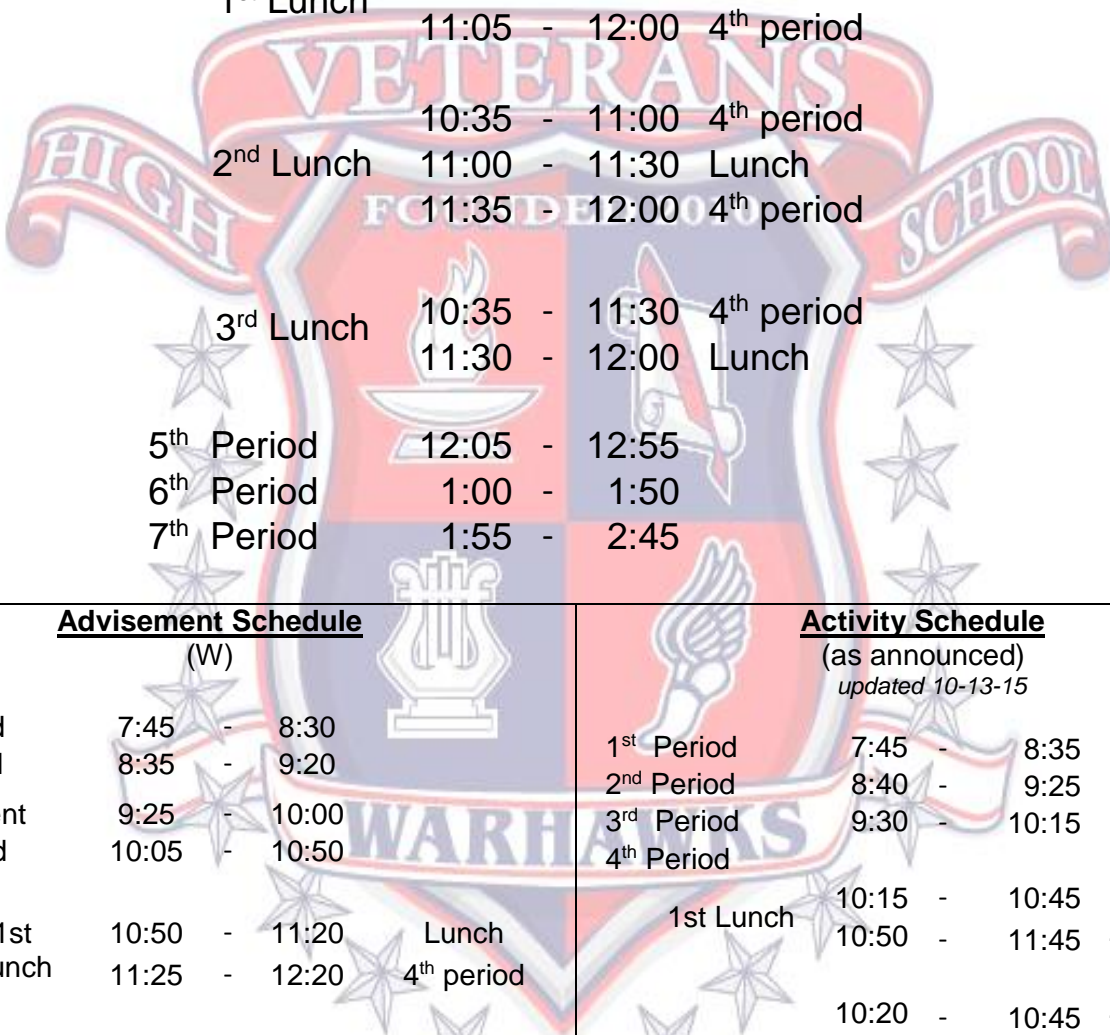 1st Lunch
11:05 - 12:00 4th period
10:35 - 11:00 4th period
2nd Lunch 11:00 - 11:30 Lunch
11:35 - 12:00 4th period
3rd Lunch 10:35 - 11:30 4th period
11:30 - 12:00 Lunch
5th Period 12:05 - 12:55
6th Period 1:00 - 1:50
7th Period 1:55 - 2:45
VETERANS
HIGH SCHOOL
FOUNDED 2010
WARHAWKS
Advisement Schedule
(W)
7:45 - 8:30
8:35 - 9:20
9:25 - 10:00
10:05 - 10:50
1st 10:50 - 11:20 Lunch
11:25 - 12:20 4th period
Activity Schedule
(as announced)
updated 10-13-15
1st Period 7:45 - 8:35
2nd Period 8:40 - 9:25
3rd Period 9:30 - 10:15
4th Period
1st Lunch 10:15 - 10:45
10:50 - 11:45
10:20 - 10:45